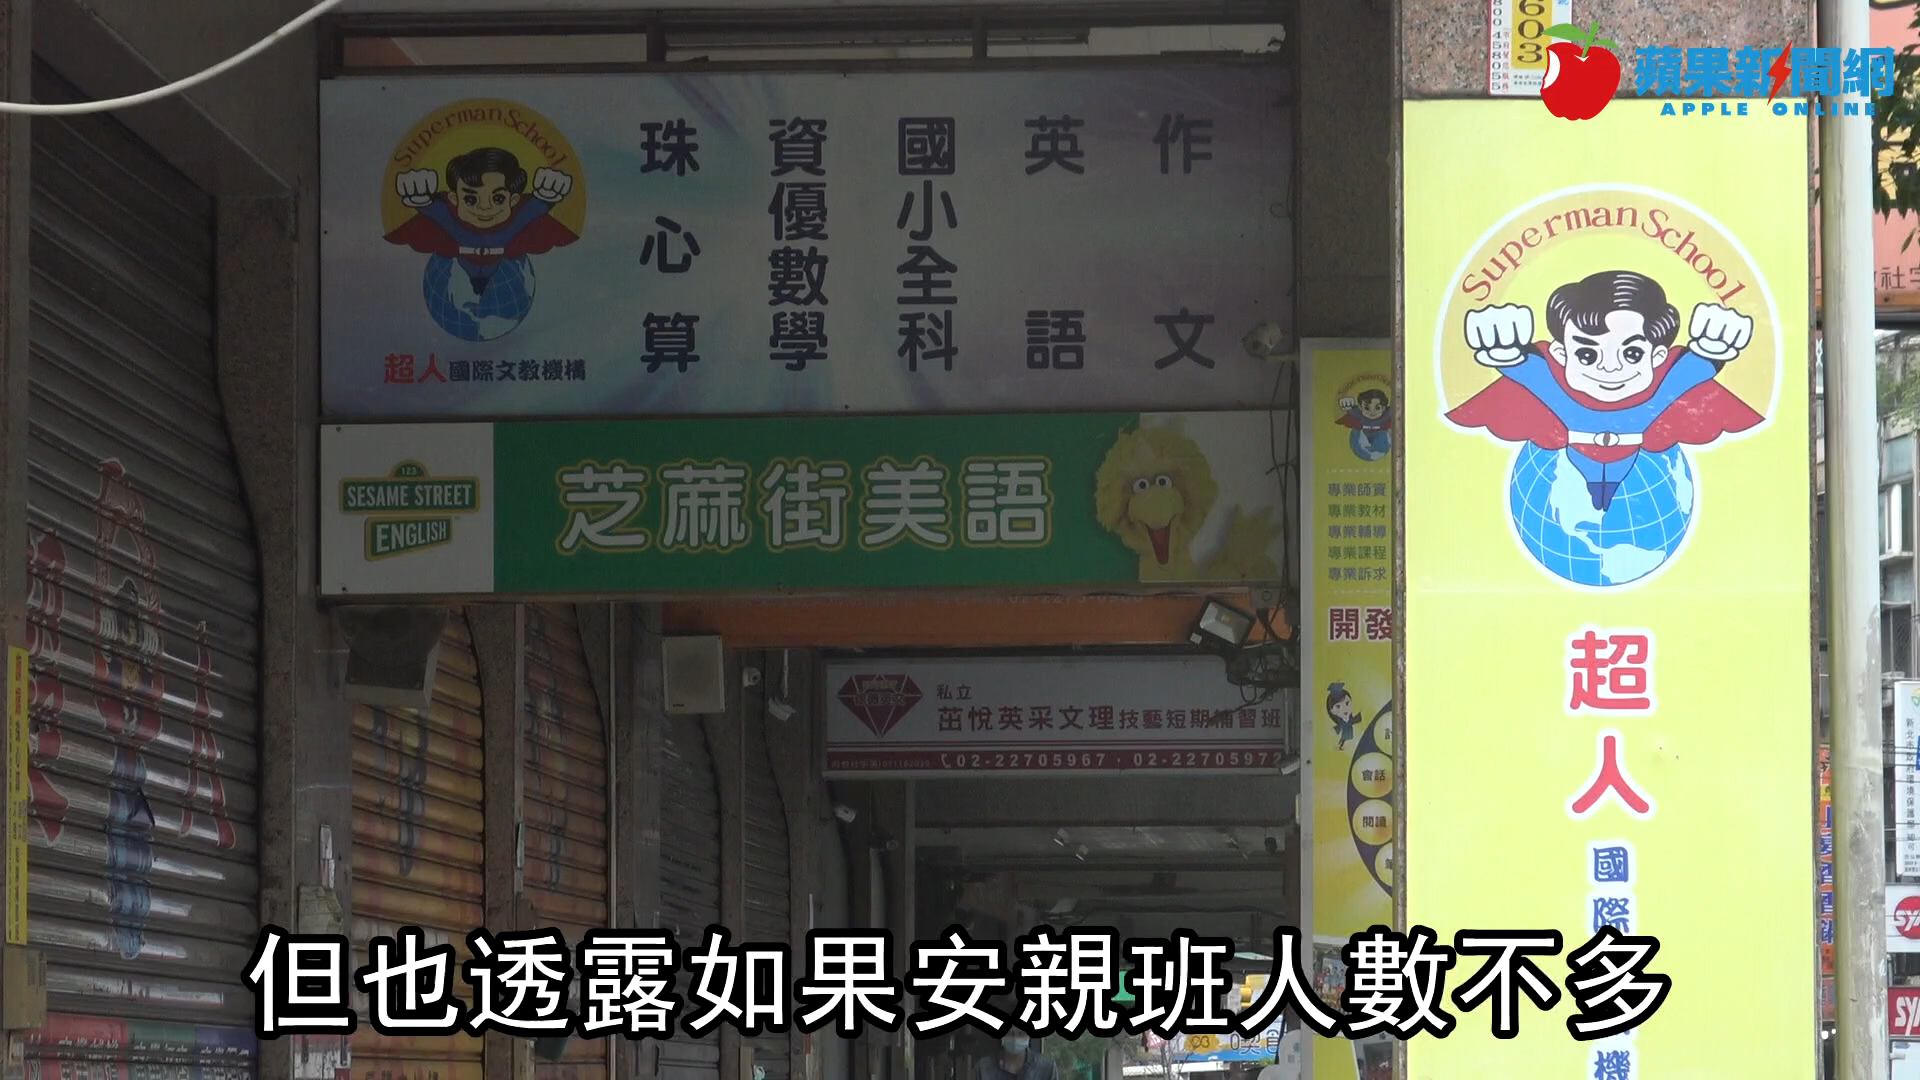 603
蘋果新聞網
APPLE ONLINE
Superman School
超人國際文教機構
珠心算
資優數學
國小全科
英語
作文
123
SESAME STREET
ENGLISH
芝麻街美語
私立
茁悅英采文理技藝短期補習班
02-22705967・02-22705972
專業師資
專業教材
專業輔導
專業課程
專業訴求
開發
會話
閱讀
Superman School
超人
國際
機
但也透露如果安親班人數不多